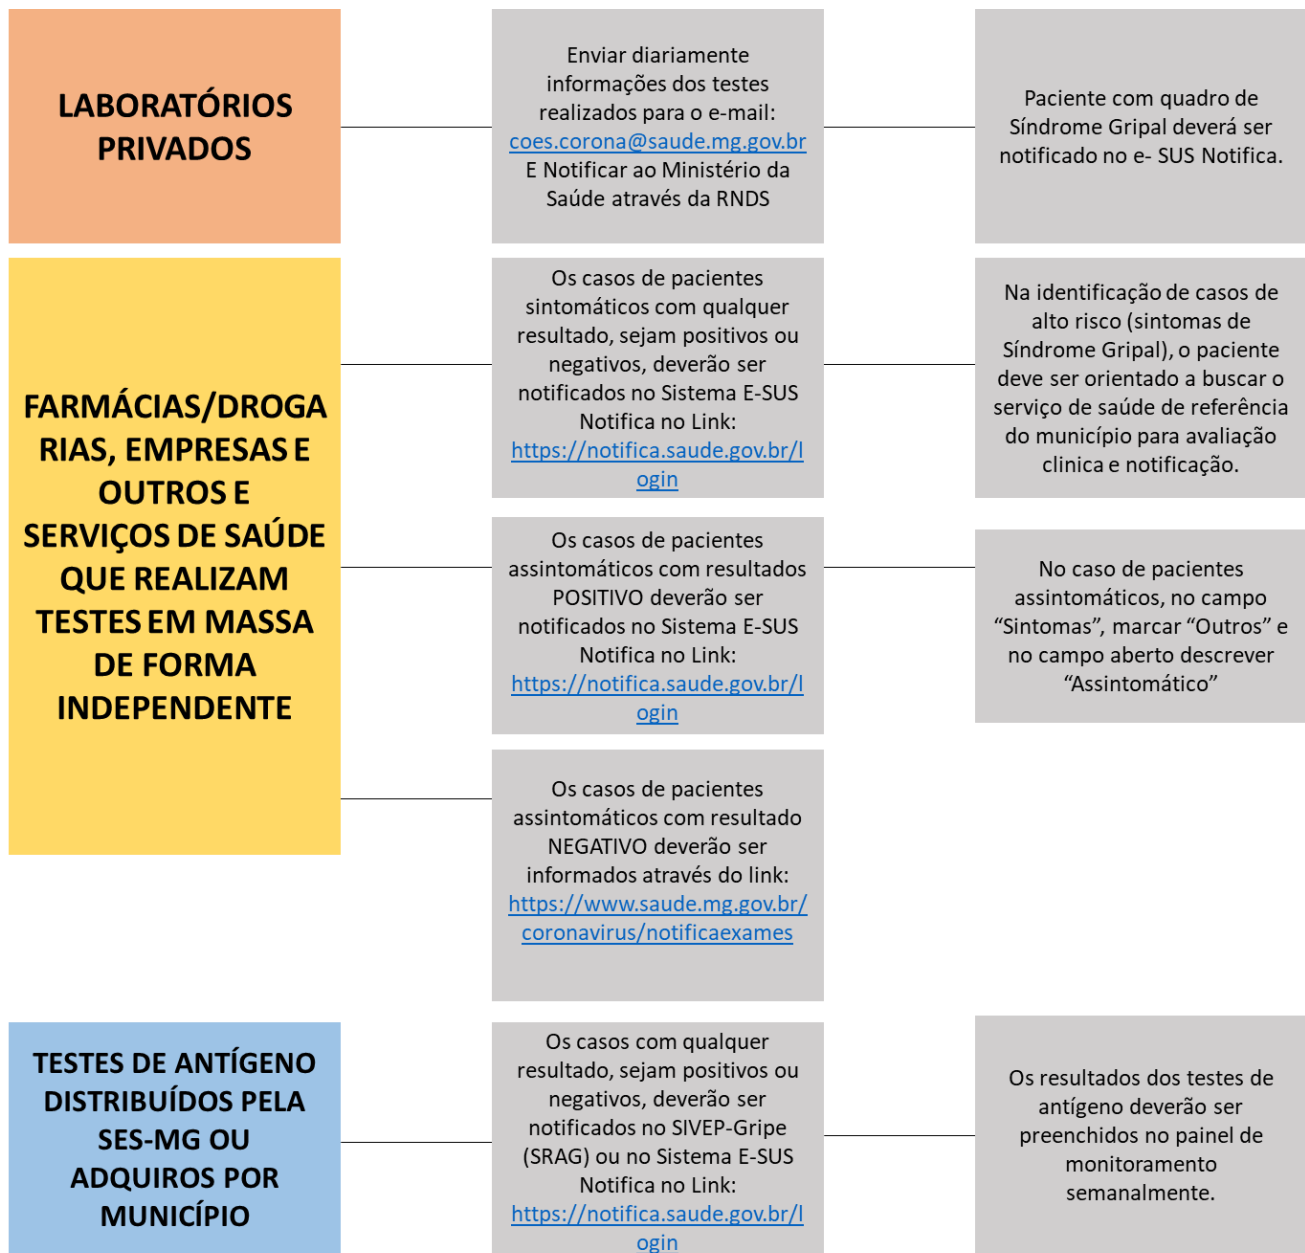 LABORATÓRIOS
PRIVADOS
Enviar diariamente
informações dos testes
realizados para o e-mail:
coes.corona@saude.mg.gov.br
E Notificar ao Ministério da
Saúde através da RNDS
Paciente com quadro de
Síndrome Gripal deverá ser
notificado no e- SUS Notifica.
FARMÁCIAS/DROGA
RIAS, EMPRESAS E
OUTROS E
SERVIÇOS DE SAÚDE
QUE REALIZAM
TESTES EM MASSA
DE FORMA
INDEPENDENTE
Os casos de pacientes
sintomáticos com qualquer
resultado, sejam positivos ou
negativos, deverão ser
notificados no Sistema E-SUS
Notifica no Link:
https://notifica.saude.gov.br/l
ogin
Na identificação de casos de
alto risco (sintomas de
Síndrome Gripal), o paciente
deve ser orientado a buscar o
serviço de saúde de referência
do município para avaliação
clinica e notificação.
Os casos de pacientes
assintomáticos com resultados
POSITIVO deverão ser
notificados no Sistema E-SUS
Notifica no Link:
https://notifica.saude.gov.br/l
ogin
No caso de pacientes
assintomáticos, no campo
“Sintomas”, marcar “Outros” e
no campo aberto descrever
“Assintomático”
Os casos de pacientes
assintomáticos com resultado
NEGATIVO deverão ser
informados através do link:
https://www.saude.mg.gov.br/
coronavirus/notificaexames
TESTES DE ANTÍGENO
DISTRIBUÍDOS PELA
SES-MG OU
ADQUIROS POR
MUNICÍPIO
Os casos com qualquer
resultado, sejam positivos ou
negativos, deverão ser
notificados no SIVEP-Gripe
(SRAG) ou no Sistema E-SUS
Notifica no Link:
https://notifica.saude.gov.br/l
ogin
Os resultados dos testes de
antígeno deverão ser
preenchidos no painel de
monitoramento
semanalmente.